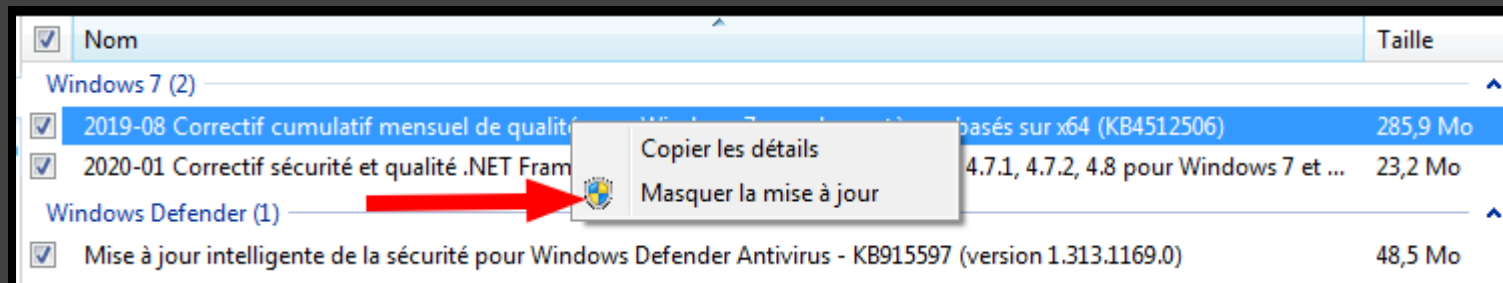 Nom Taille
Windows 7 (2)
2019-08 Correctif cumulatif mensuel de qualit basés sur x64 (KB4512506) 285,9 Mo
Copier les détails
2020-01 Correctif sécurité et qualité .NET Fram 4.7.1, 4.7.2, 4.8 pour Windows 7 et ... 23,2 Mo
Masquer la mise à jour
Windows Defender (1)
Mise à jour intelligente de la sécurité pour Windows Defender Antivirus - KB915597 (version 1.313.1169.0) 48,5 Mo